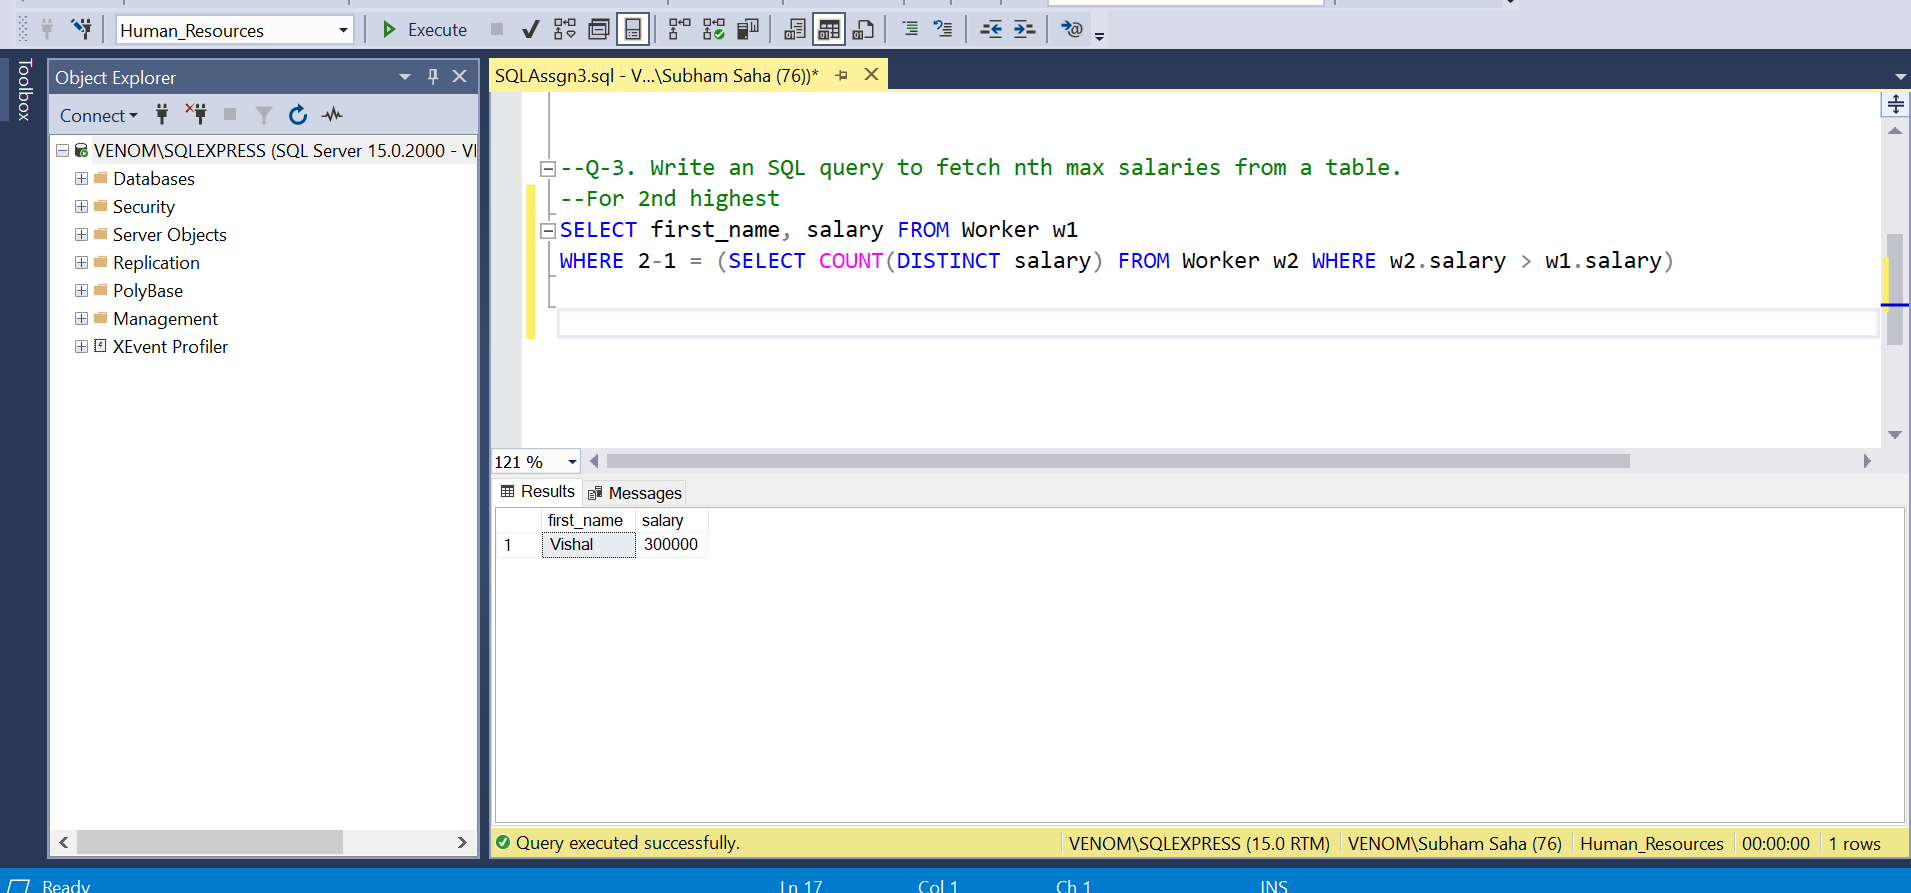 Human_Resources
Execute
Toolbox
Object Explorer
Connect
VENOM\SQLEXPRESS (SQL Server 15.0.2000 - VI
Databases
Security
Server Objects
Replication
PolyBase
Management
XEvent Profiler
SQLAssgn3.sql - V...\Subham Saha (76))*
--Q-3. Write an SQL query to fetch nth max salaries from a table.
--For 2nd highest
SELECT first_name, salary FROM Worker w1
WHERE 2-1 = (SELECT COUNT(DISTINCT salary) FROM Worker w2 WHERE w2.salary > w1.salary)
121 %
Results
Messages
first_name salary
1 Vishal 300000
Query executed successfully.
VENOM\SQLEXPRESS (15.0 RTM)
VENOM\Subham Saha (76)
Human_Resources
00:00:00
1 rows
Ready
Ln 17
Col 1
Ch 1
INS